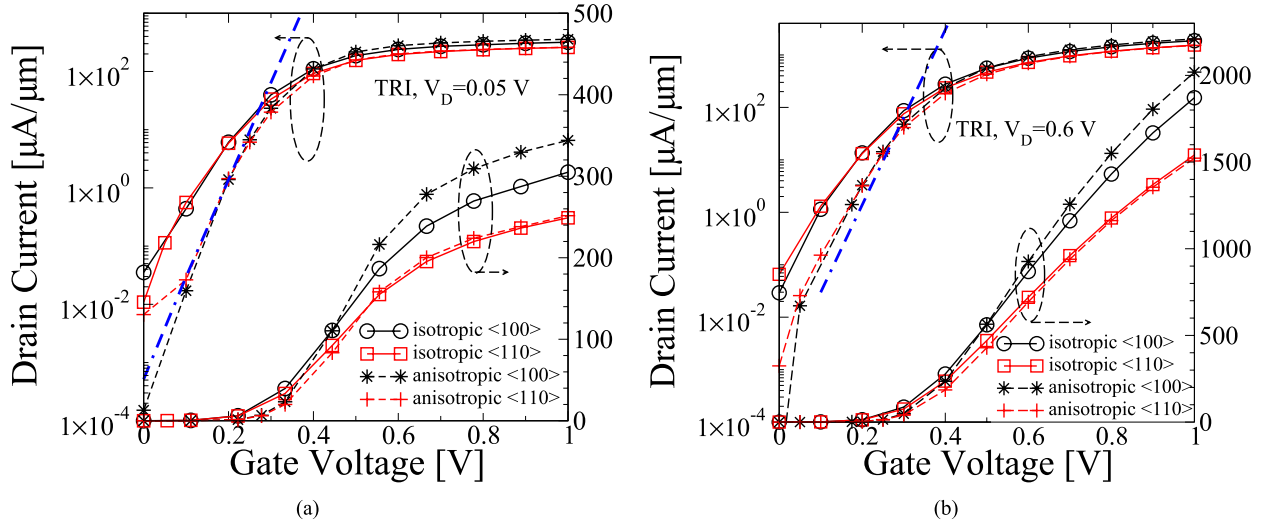 Drain Current [μA/μm]
1×10²
1×10⁰
1×10⁻²
1×10⁻⁴
500
400
300
200
100
0
TRI, V_D=0.05 V
isotropic <100>
isotropic <110>
anisotropic <100>
anisotropic <110>
0 0.2 0.4 0.6 0.8 1
Gate Voltage [V]
(a)
Drain Current [μA/μm]
1×10²
1×10⁰
1×10⁻²
1×10⁻⁴
2000
1500
1000
500
0
TRI, V_D=0.6 V
isotropic <100>
isotropic <110>
anisotropic <100>
anisotropic <110>
0 0.2 0.4 0.6 0.8 1
Gate Voltage [V]
(b)